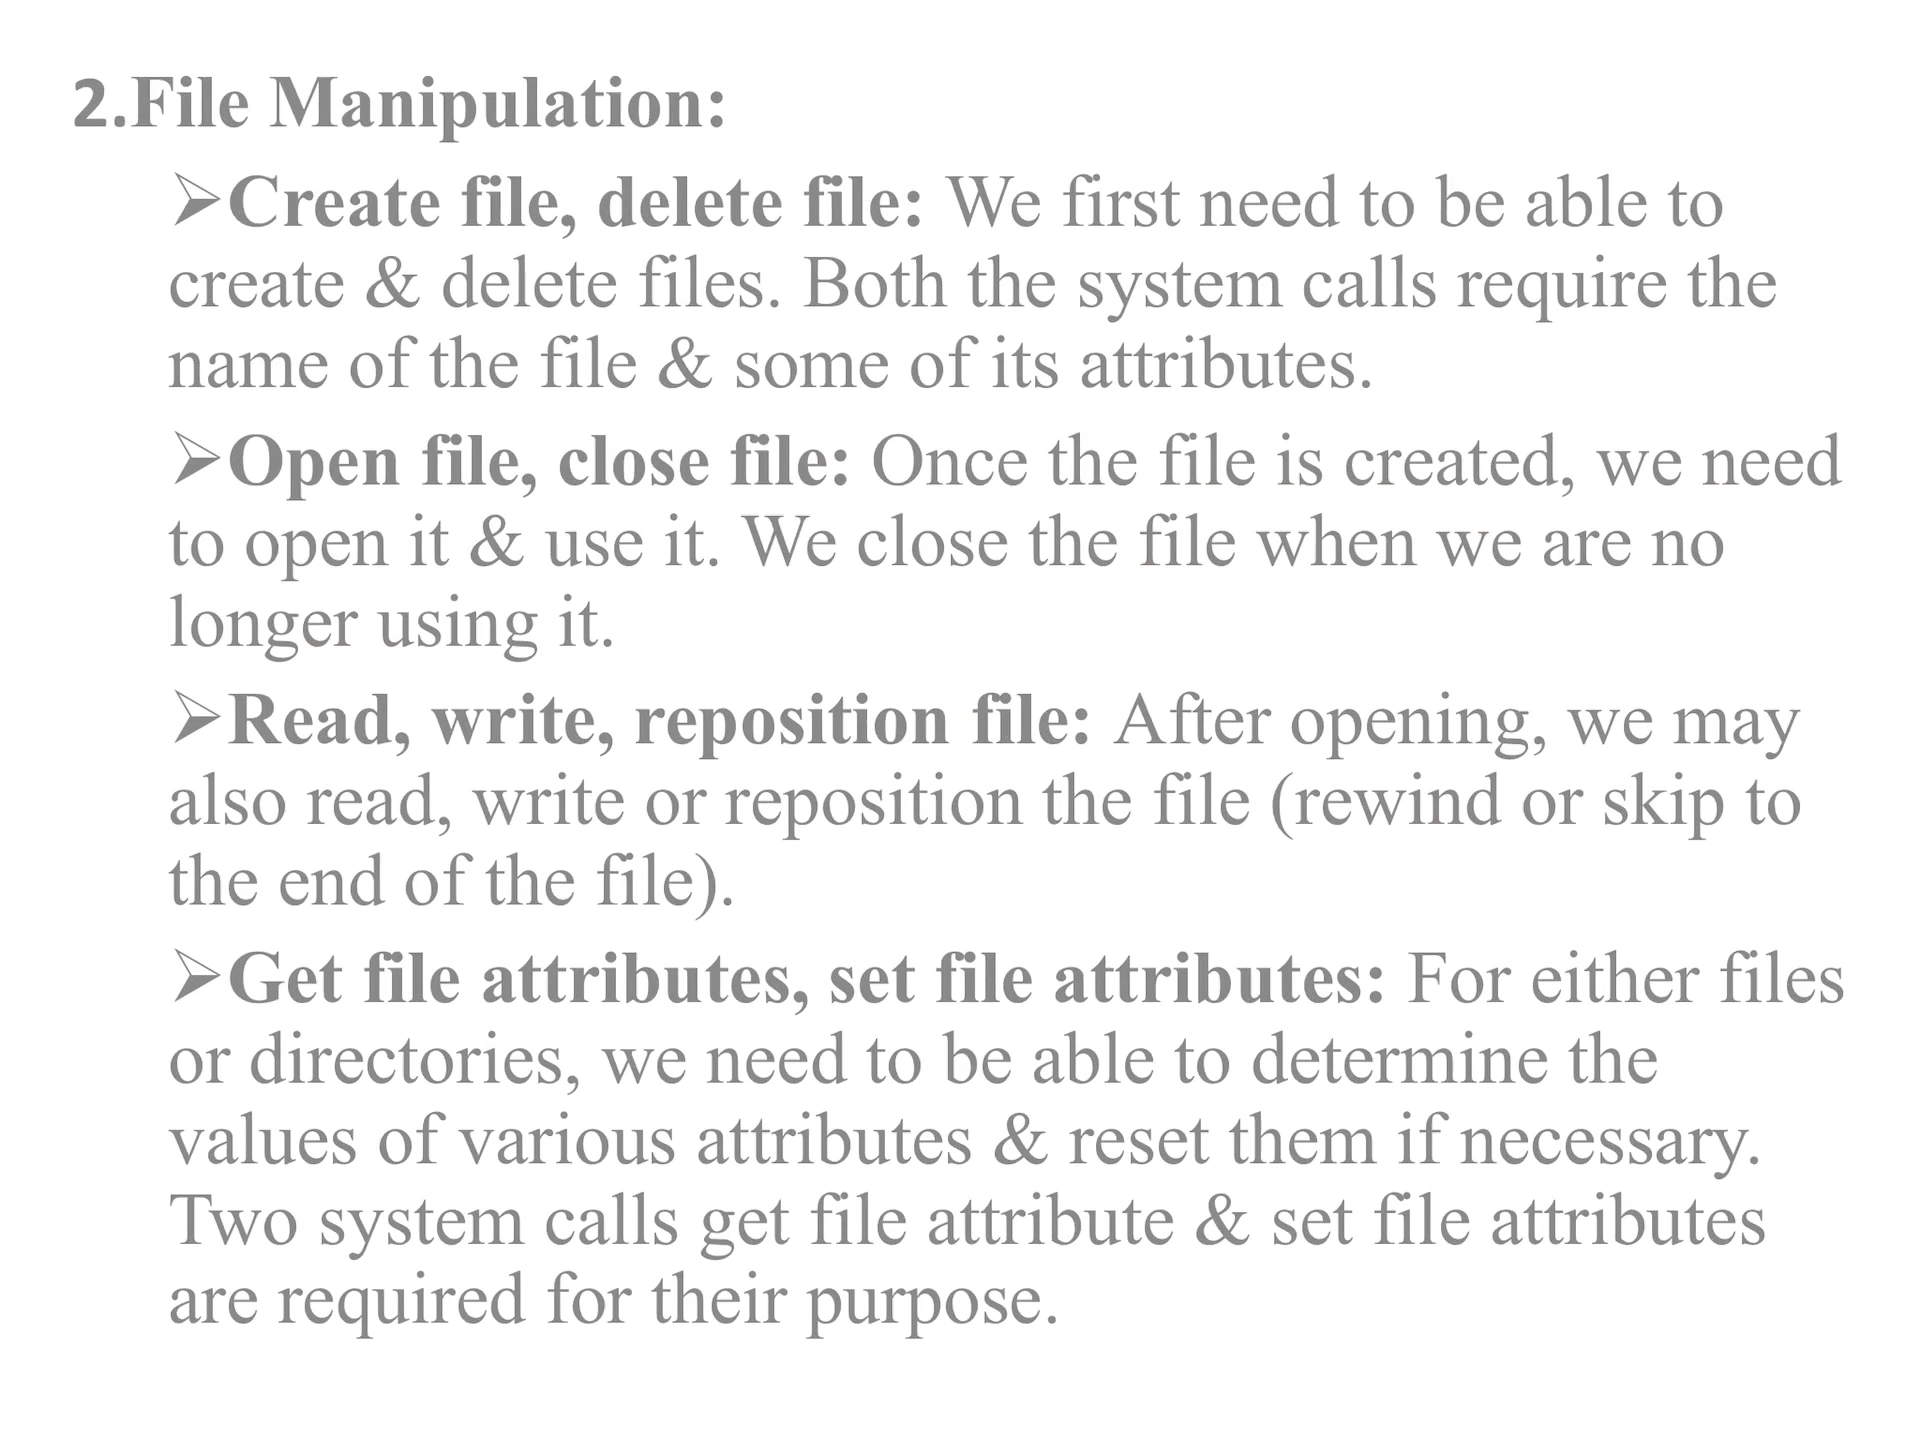 2.File Manipulation:
➢Create file, delete file: We first need to be able to
create & delete files. Both the system calls require the
name of the file & some of its attributes.
➢Open file, close file: Once the file is created, we need
to open it & use it. We close the file when we are no
longer using it.
➢Read, write, reposition file: After opening, we may
also read, write or reposition the file (rewind or skip to
the end of the file).
➢Get file attributes, set file attributes: For either files
or directories, we need to be able to determine the
values of various attributes & reset them if necessary.
Two system calls get file attribute & set file attributes
are required for their purpose.